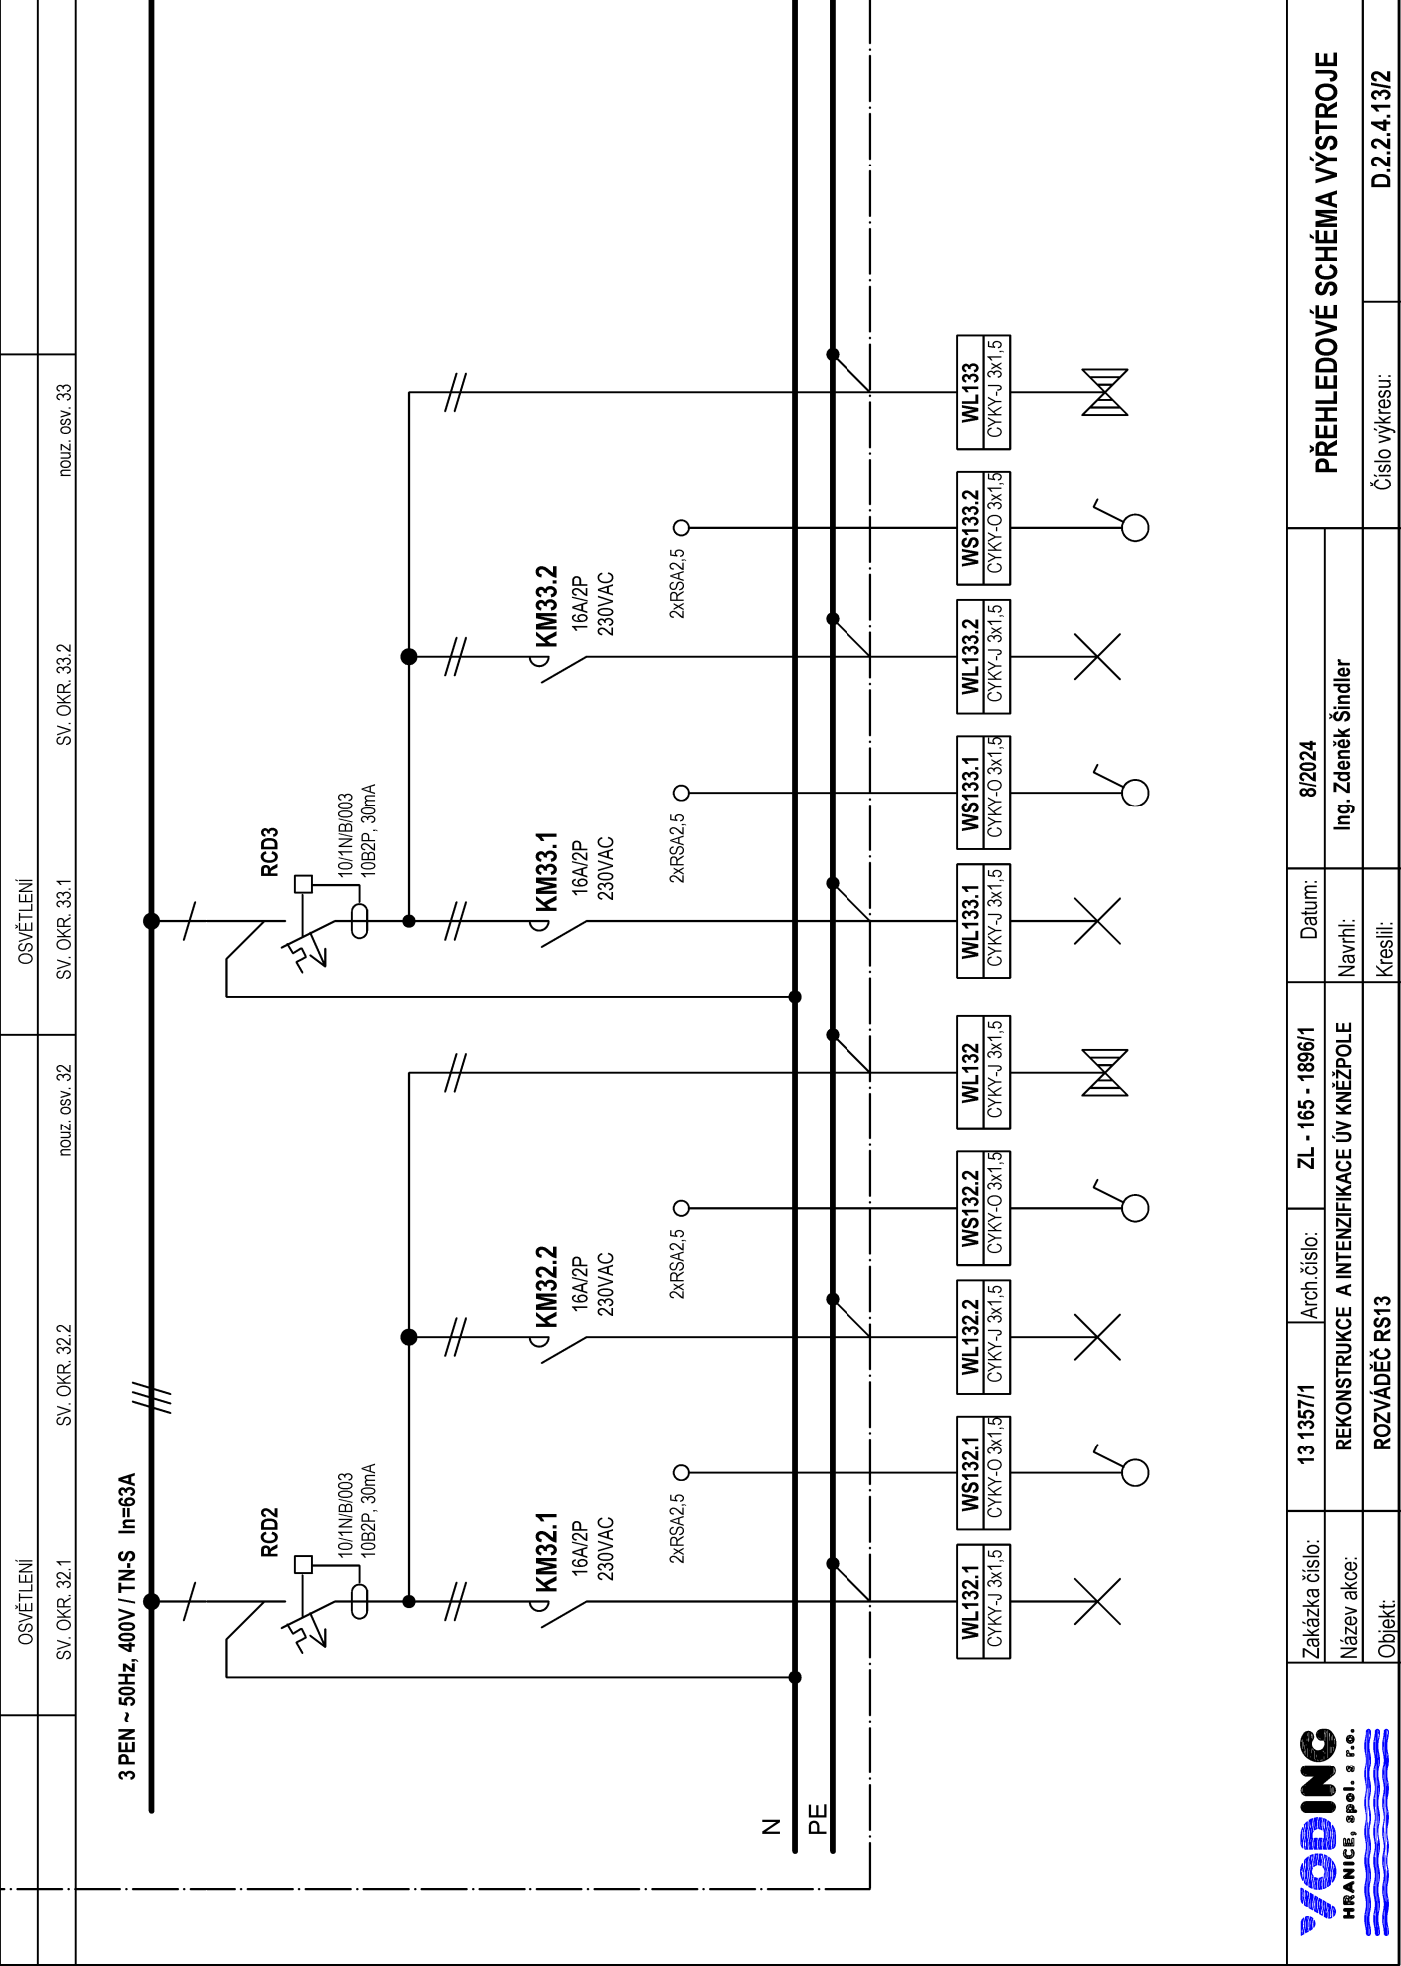 OSVĚTLENÍ
OSVĚTLENÍ
SV. OKR. 32.1
SV. OKR. 32.2
nouz. osv. 32
SV. OKR. 33.1
SV. OKR. 33.2
nouz. osv. 33
3 PEN ~ 50Hz, 400V / TN-S In=63A
RCD2
10/1N/B/003
10B2P, 30mA
RCD3
10/1N/B/003
10B2P, 30mA
KM32.1
16A/2P
230VAC
KM32.2
16A/2P
230VAC
KM33.1
16A/2P
230VAC
KM33.2
16A/2P
230VAC
2xRSA2,5
2xRSA2,5
2xRSA2,5
2xRSA2,5
N
PE
WL132.1
CYKY-J 3x1,5
WS132.1
CYKY-O 3x1,5
WL132.2
CYKY-J 3x1,5
WS132.2
CYKY-O 3x1,5
WL132
CYKY-J 3x1,5
WL133.1
CYKY-J 3x1,5
WS133.1
CYKY-O 3x1,5
WL133.2
CYKY-J 3x1,5
WS133.2
CYKY-O 3x1,5
WL133
CYKY-J 3x1,5
VODING
HRANICE, spol. s r.o.
Zakázka číslo: 13 1357/1 Arch.číslo: ZL - 165 - 1896/1 Datum: 8/2024
Název akce: REKONSTRUKCE A INTENZIFIKACE ÚV KNĚŽPOLE Navrhl: Ing. Zdeněk Šindler
Objekt: ROZVÁDĚČ RS13 Kreslil:
PŘEHLEDOVÉ SCHÉMA VÝSTROJE
Číslo výkresu: D.2.2.4.13/2